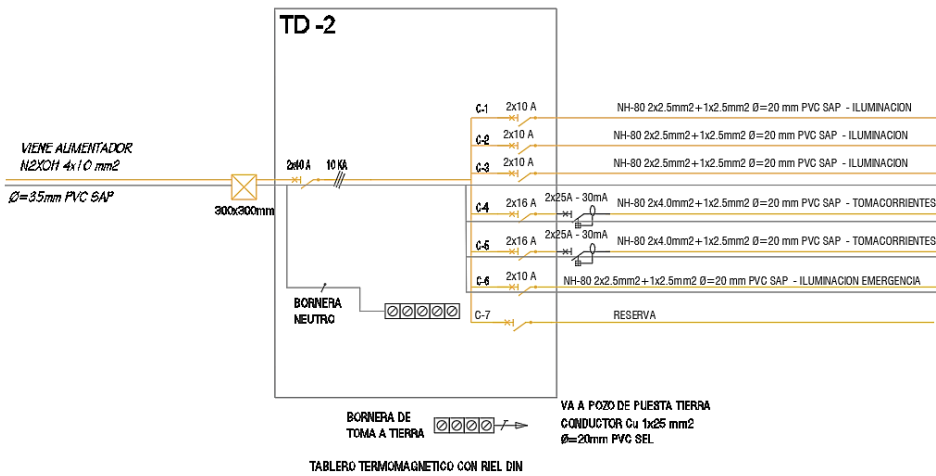 TD -2
C-1 2x10 A NH-80 2x2.5mm2+1x2.5mm2 Ø=20 mm PVC SAP - ILUMINACION
C-2 2x10 A NH-80 2x2.5mm2+1x2.5mm2 Ø=20 mm PVC SAP - ILUMINACION
C-3 2x10 A NH-80 2x2.5mm2+1x2.5mm2 Ø=20 mm PVC SAP - ILUMINACION
VIENE ALIMENTADOR
N2XOH 4x10 mm2
Ø=35mm PVC SAP
300x300mm
2x40 A 10 KA
C-4 2x16 A 2x25A - 30mA NH-80 2x4.0mm2+1x2.5mm2 Ø=20 mm PVC SAP - TOMACORRIENTES
C-5 2x16 A 2x25A - 30mA NH-80 2x4.0mm2+1x2.5mm2 Ø=20 mm PVC SAP - TOMACORRIENTES
C-6 2x10 A NH-80 2x2.5mm2+1x2.5mm2 Ø=20 mm PVC SAP - ILUMINACION EMERGENCIA
C-7 RESERVA
BORNERA
NEUTRO
BORNERA DE
TOMA A TIERRA
VA A POZO DE PUESTA TIERRA
CONDUCTOR Cu 1x25 mm2
Ø=20mm PVC SEL
TABLERO TERMOMAGNETICO CON RIEL DIN